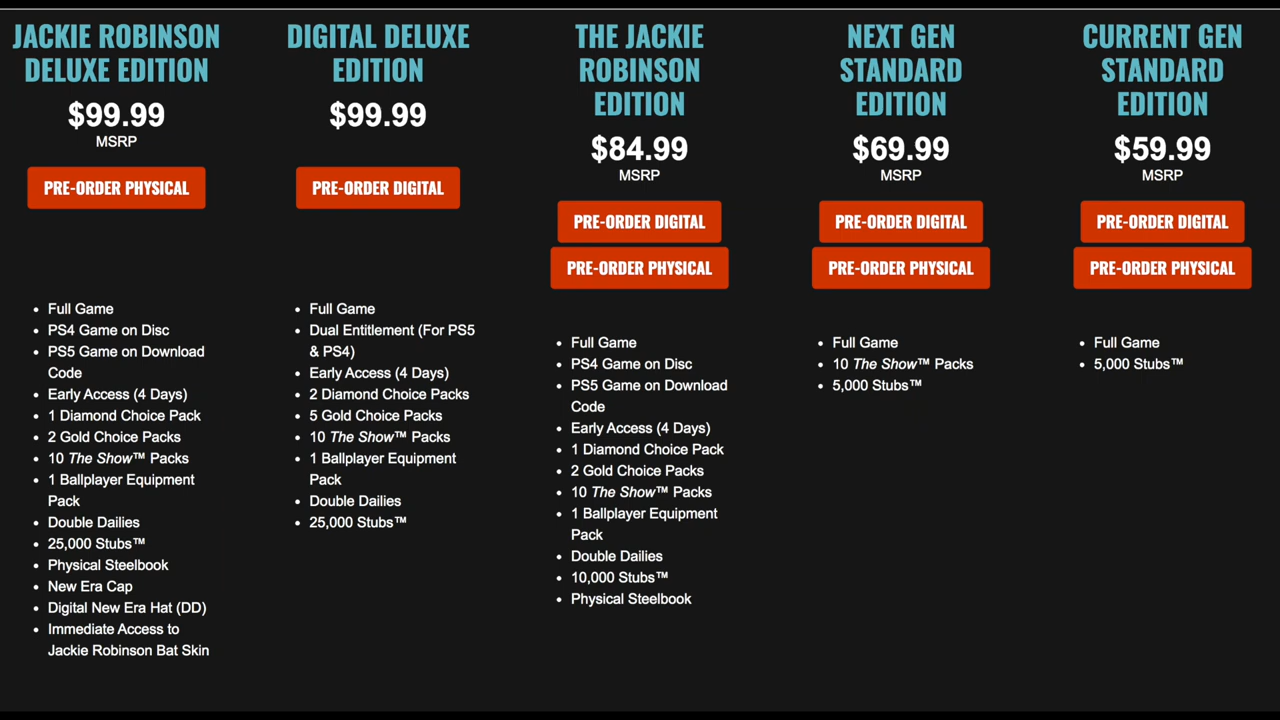 JACKIE ROBINSON
DELUXE EDITION
$99.99
MSRP
PRE-ORDER PHYSICAL
• Full Game
• PS4 Game on Disc
• PS5 Game on Download
Code
• Early Access (4 Days)
• 1 Diamond Choice Pack
• 2 Gold Choice Packs
• 10 The Show™ Packs
• 1 Ballplayer Equipment
Pack
• Double Dailies
• 25,000 Stubs™
• Physical Steelbook
• New Era Cap
• Digital New Era Hat (DD)
• Immediate Access to
Jackie Robinson Bat Skin
DIGITAL DELUXE
EDITION
$99.99
PRE-ORDER DIGITAL
• Full Game
• Dual Entitlement (For PS5
& PS4)
• Early Access (4 Days)
• 2 Diamond Choice Packs
• 5 Gold Choice Packs
• 10 The Show™ Packs
• 1 Ballplayer Equipment
Pack
• Double Dailies
• 25,000 Stubs™
THE JACKIE
ROBINSON
EDITION
$84.99
MSRP
PRE-ORDER DIGITAL
PRE-ORDER PHYSICAL
• Full Game
• PS4 Game on Disc
• PS5 Game on Download
Code
• Early Access (4 Days)
• 1 Diamond Choice Pack
• 2 Gold Choice Packs
• 10 The Show™ Packs
• 1 Ballplayer Equipment
Pack
• Double Dailies
• 10,000 Stubs™
• Physical Steelbook
NEXT GEN
STANDARD
EDITION
$69.99
MSRP
PRE-ORDER DIGITAL
PRE-ORDER PHYSICAL
• Full Game
• 10 The Show™ Packs
• 5,000 Stubs™
CURRENT GEN
STANDARD
EDITION
$59.99
MSRP
PRE-ORDER DIGITAL
PRE-ORDER PHYSICAL
• Full Game
• 5,000 Stubs™